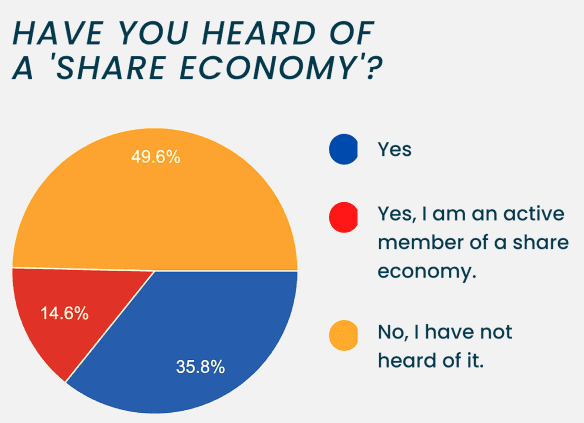 HAVE YOU HEARD OF
A 'SHARE ECONOMY'?
49.6%
14.6%
35.8%
Yes
Yes, I am an active
member of a share
economy.
No, I have not
heard of it.